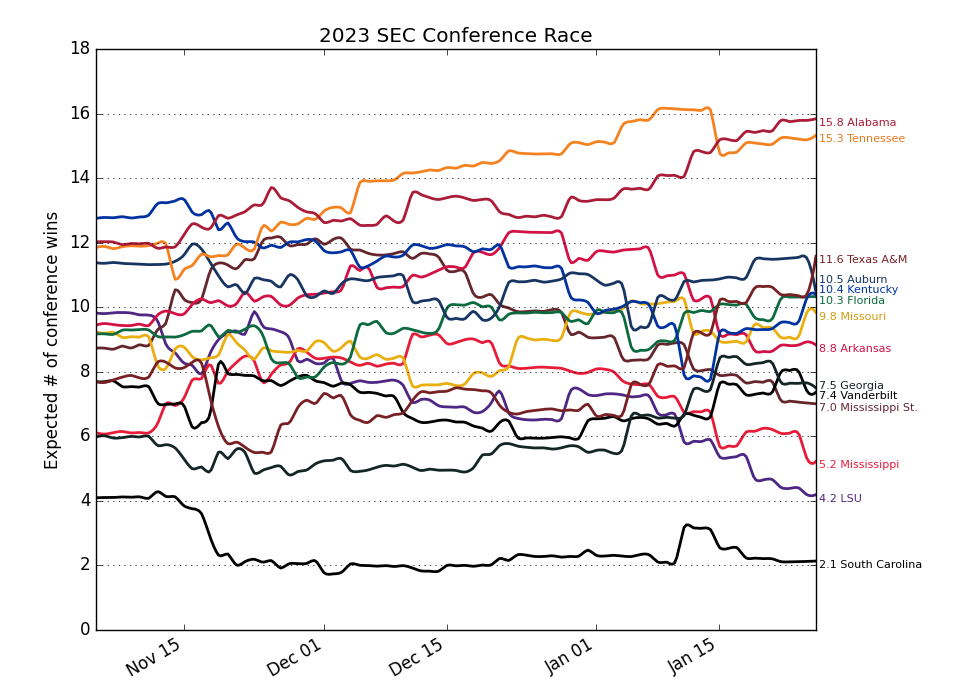 2023 SEC Conference Race
Expected # of conference wins
18
16
14
12
10
8
6
4
2
0
Nov 15
Dec 01
Dec 15
Jan 01
Jan 15
15.8 Alabama
15.3 Tennessee
11.6 Texas A&M
10.5 Auburn
10.4 Kentucky
10.3 Florida
9.8 Missouri
8.8 Arkansas
7.5 Georgia
7.4 Vanderbilt
7.0 Mississippi St.
5.2 Mississippi
4.2 LSU
2.1 South Carolina